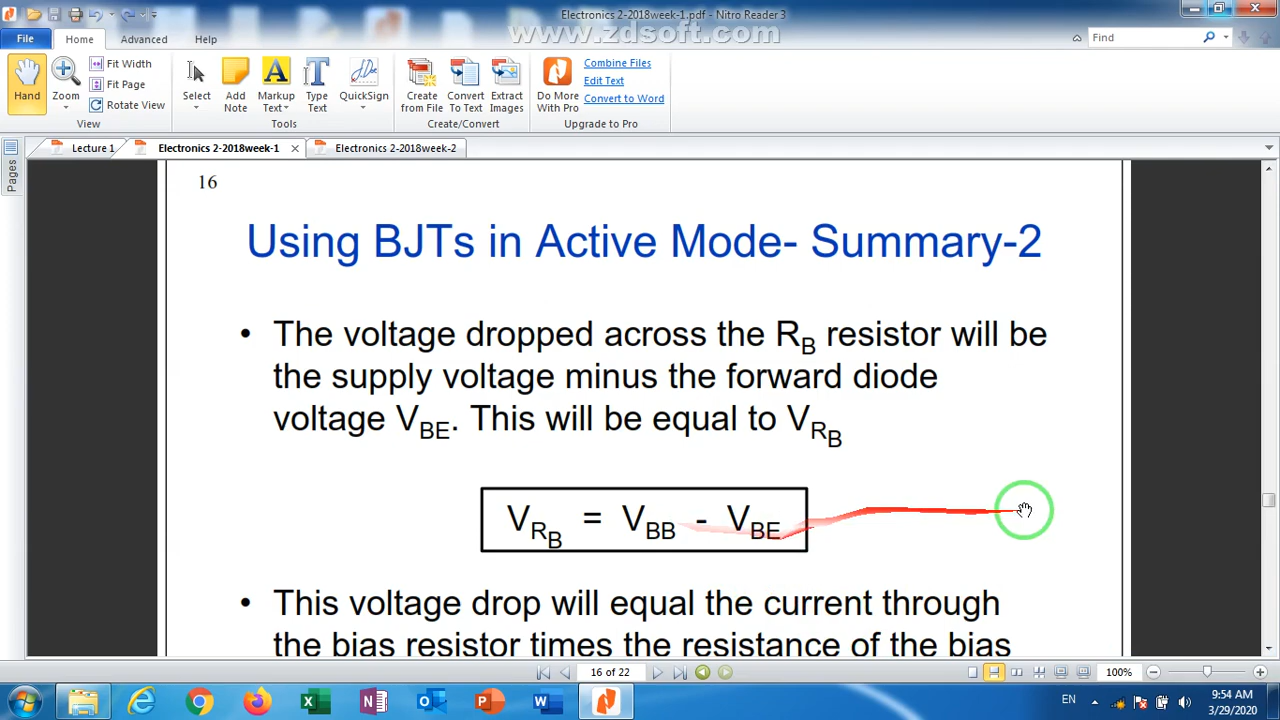 Electronics 2-2018week-1.pdf - Nitro Reader 3
www.zdsoft.com
File Home Advanced Help
Find
Hand
Zoom
Fit Width
Fit Page
Rotate View
View
Select
Add Note
Markup Text
Type Text
QuickSign
Tools
Create from File
Convert To Text
Extract Images
Create/Convert
Do More With Pro
Combine Files
Edit Text
Convert to Word
Upgrade to Pro
Lecture 1
Electronics 2-2018week-1
Electronics 2-2018week-2
Pages
16
Using BJTs in Active Mode- Summary-2
• The voltage dropped across the RB resistor will be
the supply voltage minus the forward diode
voltage VBE. This will be equal to VRB
VRB = VBB - VBE
• This voltage drop will equal the current through
the bias resistor times the resistance of the bias
16 of 22
100%
EN
9:54 AM
3/29/2020